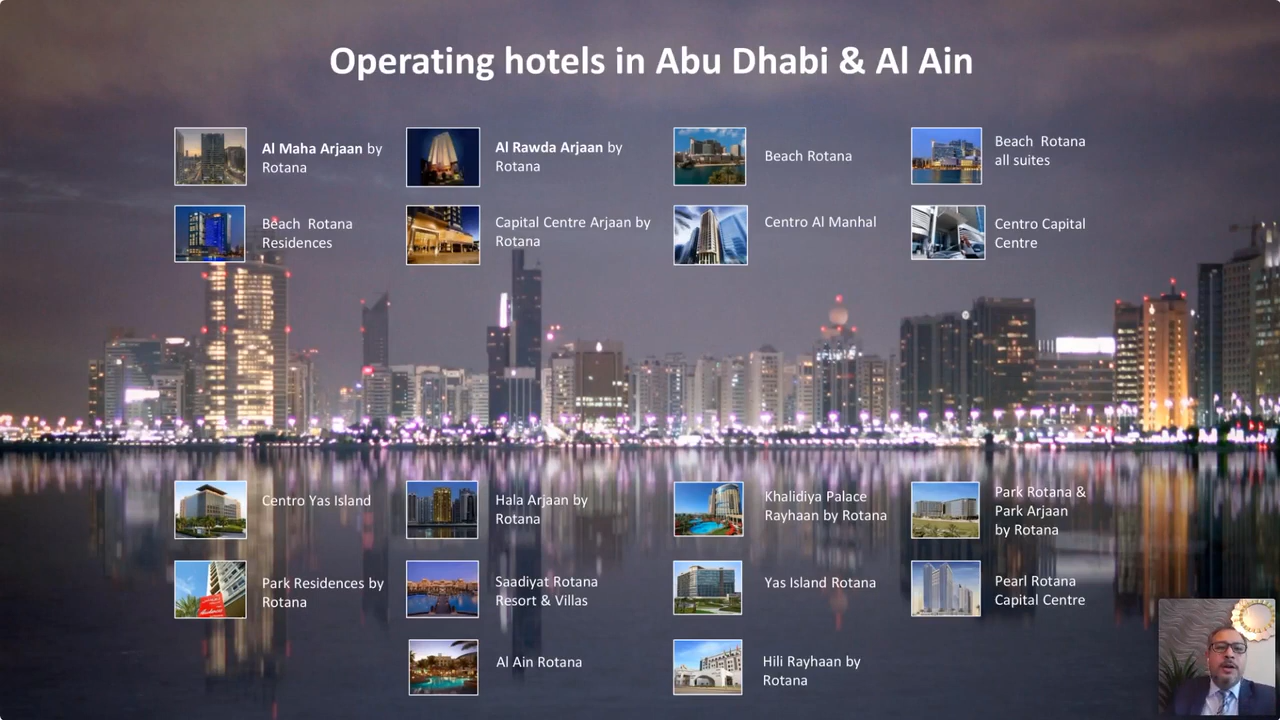 Operating hotels in Abu Dhabi & Al Ain
Al Maha Arjaan by
Rotana
Al Rawda Arjaan by
Rotana
Beach Rotana
Beach Rotana
all suites
Beach Rotana
Residences
Capital Centre Arjaan by
Rotana
Centro Al Manhal
Centro Capital
Centre
Centro Yas Island
Hala Arjaan by
Rotana
Khalidiya Palace
Rayhaan by Rotana
Park Rotana &
Park Arjaan
by Rotana
Park Residences by
Rotana
Saadiyat Rotana
Resort & Villas
Yas Island Rotana
Pearl Rotana
Capital Centre
Al Ain Rotana
Hili Rayhaan by
Rotana